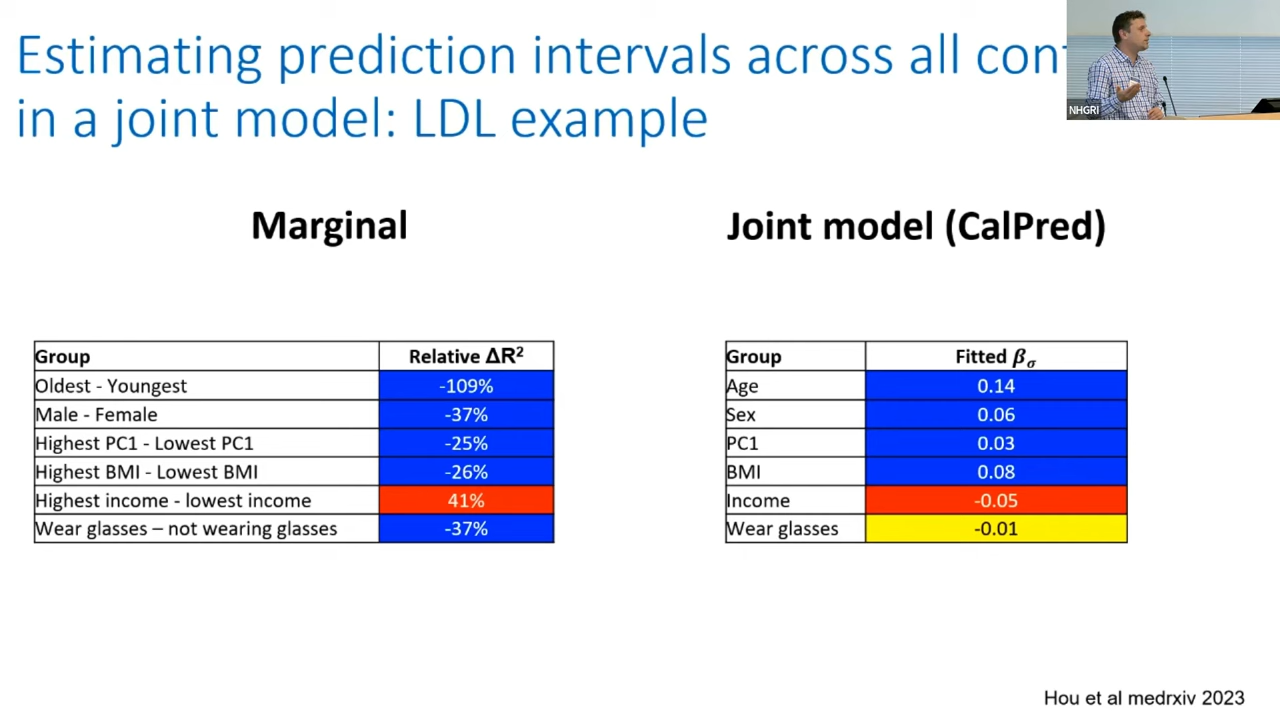 Estimating prediction intervals across all con
in a joint model: LDL example
NHGRI
Marginal
Joint model (CalPred)
Group Relative ΔR²
Oldest - Youngest -109%
Male - Female -37%
Highest PC1 - Lowest PC1 -25%
Highest BMI - Lowest BMI -26%
Highest income - lowest income 41%
Wear glasses – not wearing glasses -37%
Group Fitted βσ
Age 0.14
Sex 0.06
PC1 0.03
BMI 0.08
Income -0.05
Wear glasses -0.01
Hou et al medrxiv 2023